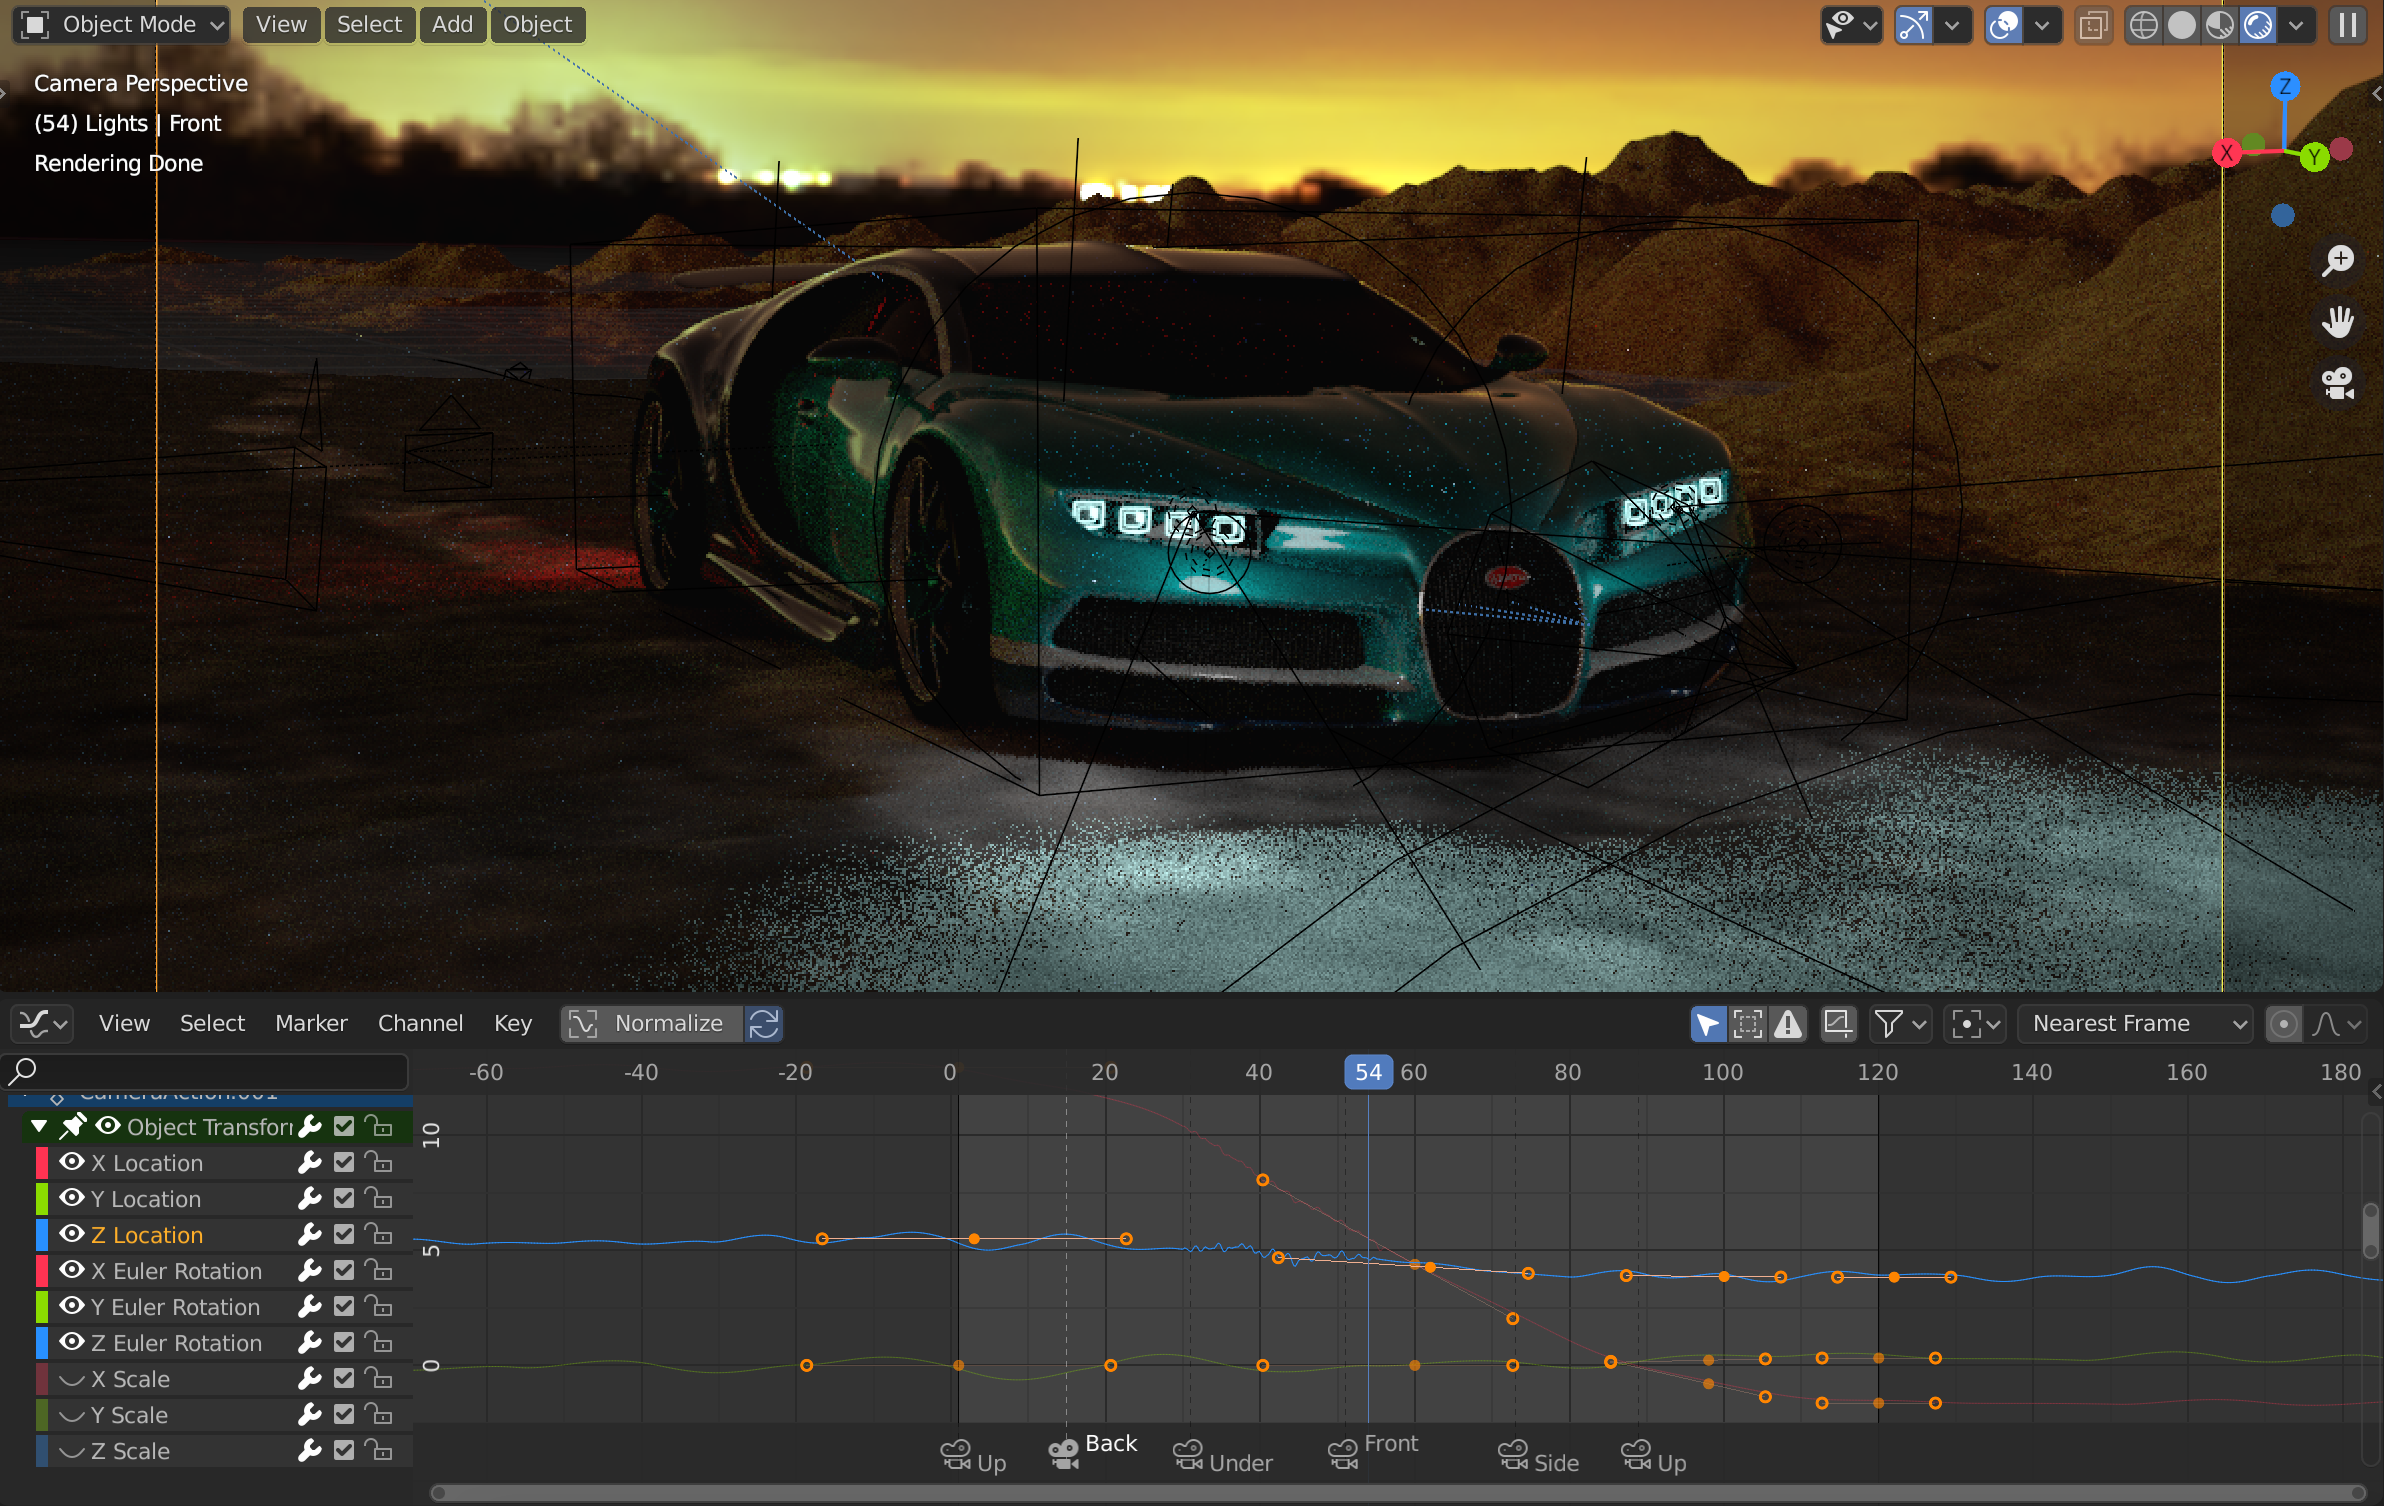 Object Mode View Select Add Object
Camera Perspective
(54) Lights | Front
Rendering Done
Z
X
Y
View Select Marker Channel Key Normalize Nearest Frame
-60 -40 -20 0 20 40 54 60 80 100 120 140 160 180
CameraAction.001
Object Transfor
X Location
Y Location
Z Location
X Euler Rotation
Y Euler Rotation
Z Euler Rotation
X Scale
Y Scale
Z Scale
10
5
0
Up Back Under Front Side Up